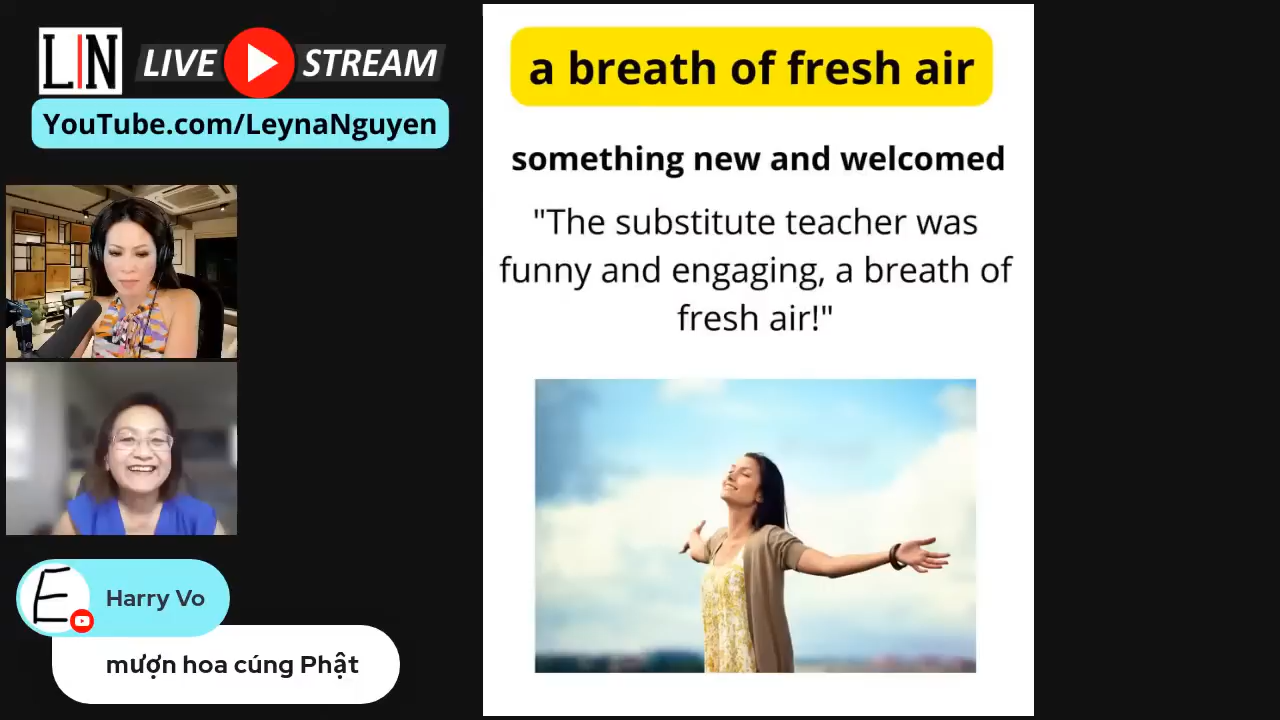 LIN
LIVE STREAM
YouTube.com/LeynaNguyen
E
Harry Vo
mượn hoa cúng Phật
a breath of fresh air
something new and welcomed
"The substitute teacher was
funny and engaging, a breath of
fresh air!"